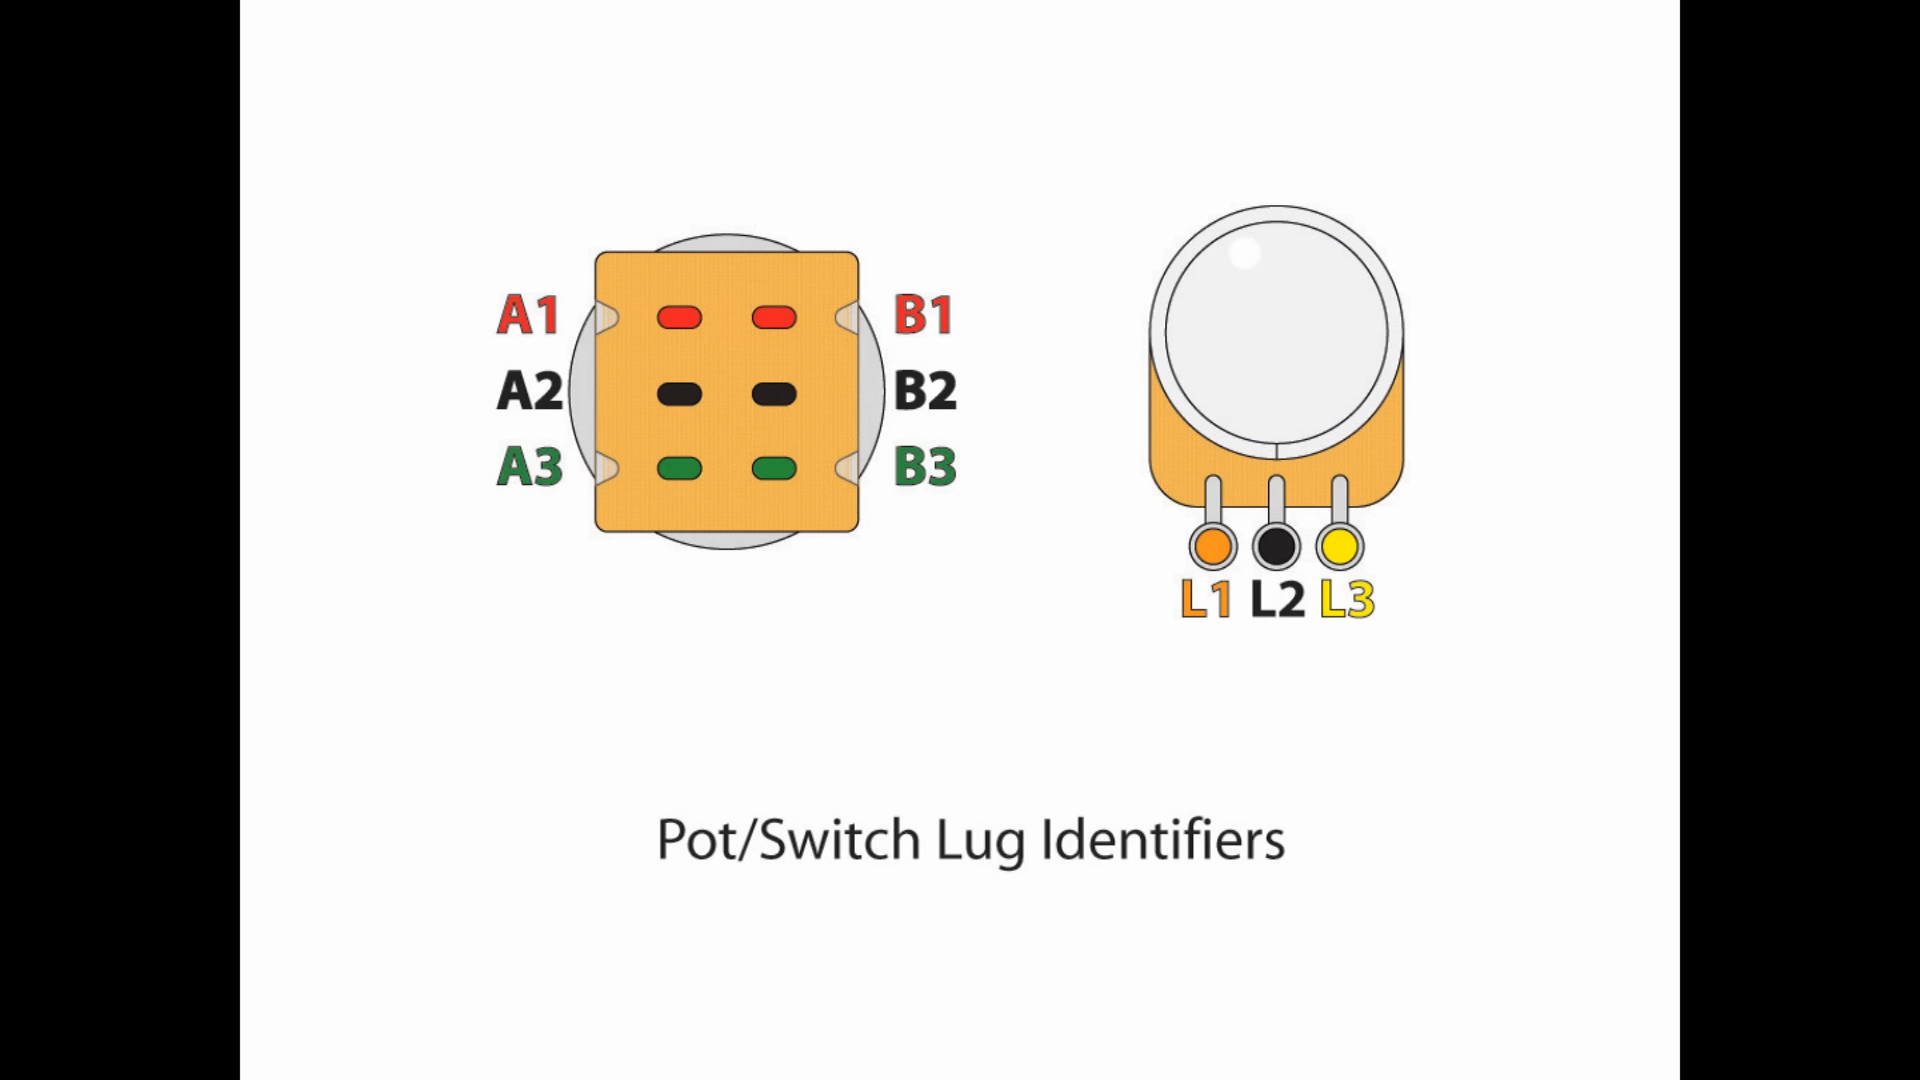 A1 B1
A2 B2
A3 B3
L1 L2 L3
Pot/Switch Lug Identifiers